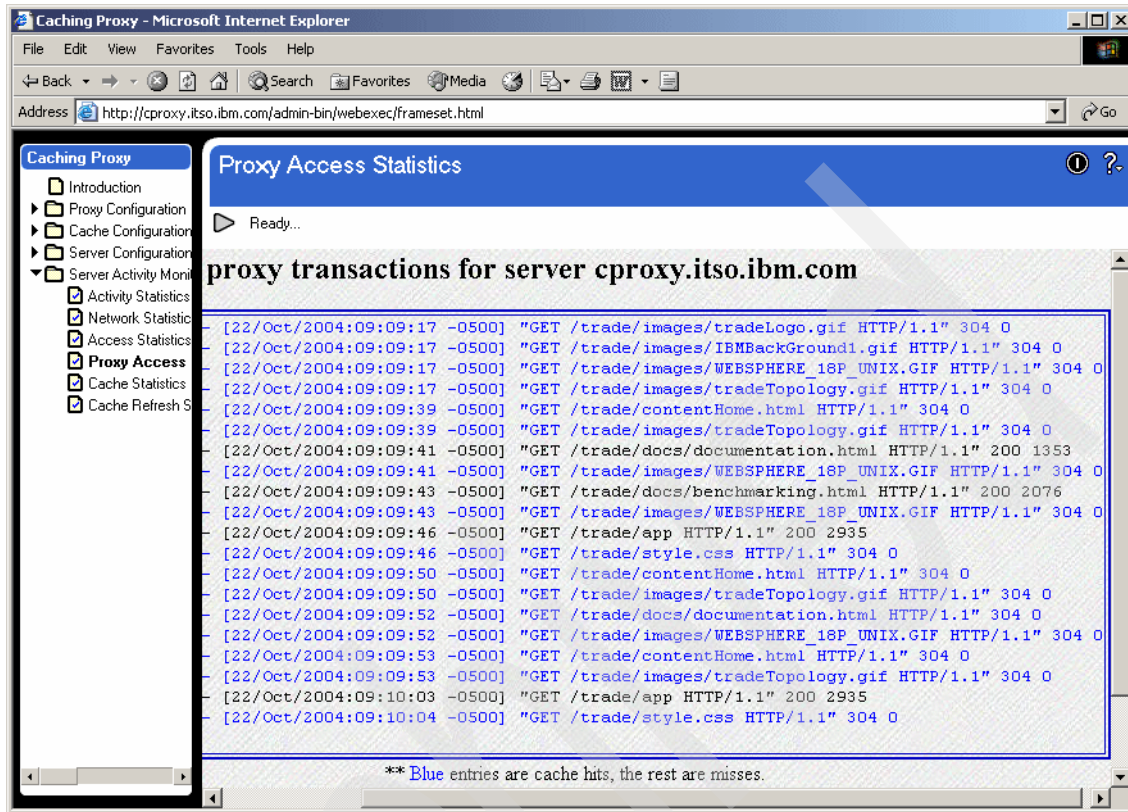 Caching Proxy - Microsoft Internet Explorer
File Edit View Favorites Tools Help
Back Search Favorites Media
Address http://cproxy.itso.ibm.com/admin-bin/webexec/frameset.html Go
Caching Proxy
Introduction
Proxy Configuration
Cache Configuration
Server Configuration
Server Activity Moni
Activity Statistics
Network Statistic
Access Statistics
Proxy Access
Cache Statistics
Cache Refresh S
Proxy Access Statistics
Ready...
proxy transactions for server cproxy.itso.ibm.com
- [22/Oct/2004:09:09:17 -0500] "GET /trade/images/tradeLogo.gif HTTP/1.1" 304 0
- [22/Oct/2004:09:09:17 -0500] "GET /trade/images/IBMBackGround1.gif HTTP/1.1" 304 0
- [22/Oct/2004:09:09:17 -0500] "GET /trade/images/WEBSPHERE_18P_UNIX.GIF HTTP/1.1" 304 0
- [22/Oct/2004:09:09:17 -0500] "GET /trade/images/tradeTopology.gif HTTP/1.1" 304 0
- [22/Oct/2004:09:09:39 -0500] "GET /trade/contentHome.html HTTP/1.1" 304 0
- [22/Oct/2004:09:09:39 -0500] "GET /trade/images/tradeTopology.gif HTTP/1.1" 304 0
- [22/Oct/2004:09:09:41 -0500] "GET /trade/docs/documentation.html HTTP/1.1" 200 1353
- [22/Oct/2004:09:09:41 -0500] "GET /trade/images/WEBSPHERE_18P_UNIX.GIF HTTP/1.1" 304 0
- [22/Oct/2004:09:09:43 -0500] "GET /trade/docs/benchmarking.html HTTP/1.1" 200 2076
- [22/Oct/2004:09:09:43 -0500] "GET /trade/images/WEBSPHERE_18P_UNIX.GIF HTTP/1.1" 304 0
- [22/Oct/2004:09:09:46 -0500] "GET /trade/app HTTP/1.1" 200 2935
- [22/Oct/2004:09:09:46 -0500] "GET /trade/style.css HTTP/1.1" 304 0
- [22/Oct/2004:09:09:50 -0500] "GET /trade/contentHome.html HTTP/1.1" 304 0
- [22/Oct/2004:09:09:50 -0500] "GET /trade/images/tradeTopology.gif HTTP/1.1" 304 0
- [22/Oct/2004:09:09:52 -0500] "GET /trade/docs/documentation.html HTTP/1.1" 304 0
- [22/Oct/2004:09:09:52 -0500] "GET /trade/images/WEBSPHERE_18P_UNIX.GIF HTTP/1.1" 304 0
- [22/Oct/2004:09:09:53 -0500] "GET /trade/contentHome.html HTTP/1.1" 304 0
- [22/Oct/2004:09:09:53 -0500] "GET /trade/images/tradeTopology.gif HTTP/1.1" 304 0
- [22/Oct/2004:09:10:03 -0500] "GET /trade/app HTTP/1.1" 200 2935
- [22/Oct/2004:09:10:04 -0500] "GET /trade/style.css HTTP/1.1" 304 0
** Blue entries are cache hits, the rest are misses.